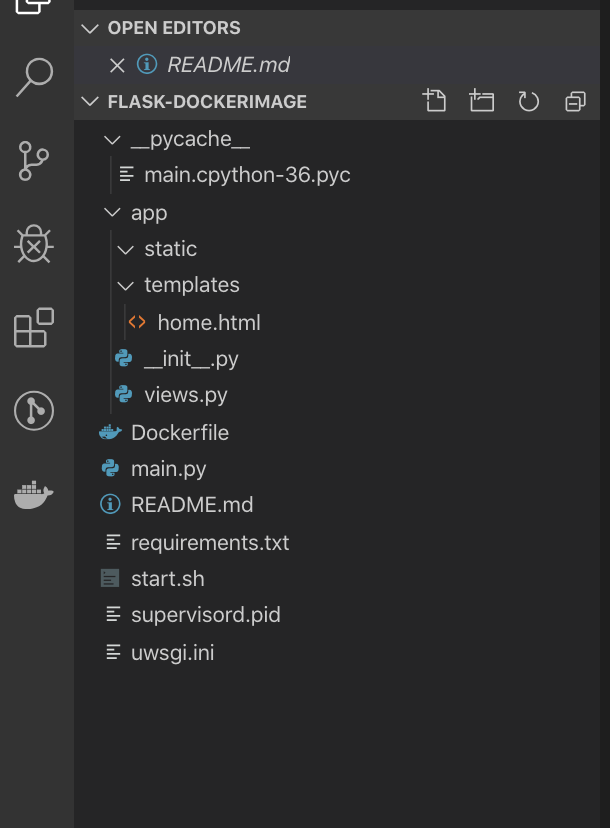 OPEN EDITORS
README.md
FLASK-DOCKERIMAGE
__pycache__
main.cpython-36.pyc
app
static
templates
home.html
__init__.py
views.py
Dockerfile
main.py
README.md
requirements.txt
start.sh
supervisord.pid
uwsgi.ini